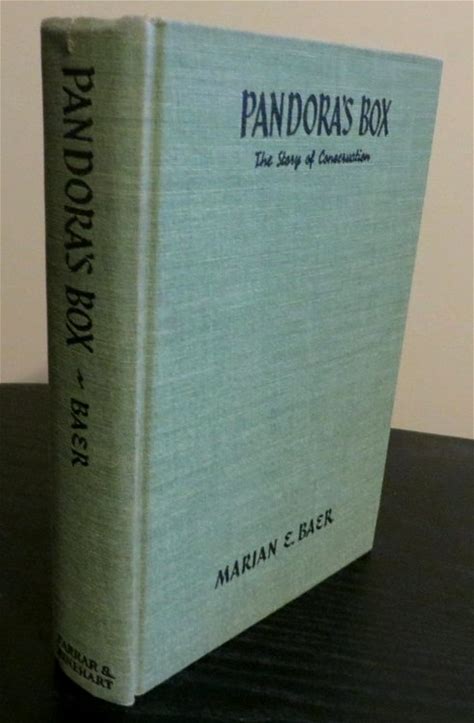 PANDORA'S BOX ~ BAER
FARRAR &
RINEHART
PANDORA'S BOX
The Story of Conservation
MARIAN E. BAER